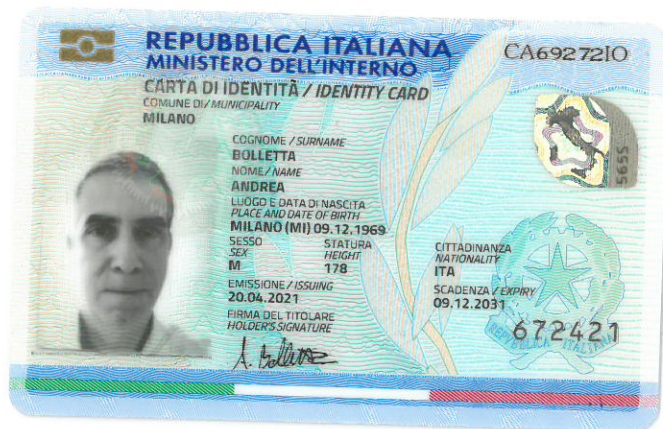 REPUBBLICA ITALIANA
MINISTERO DELL'INTERNO
CA69272IO
CARTA DI IDENTITÀ / IDENTITY CARD
COMUNE DI / MUNICIPALITY
MILANO
COGNOME / SURNAME
BOLLETTA
NOME / NAME
ANDREA
LUOGO E DATA DI NASCITA
PLACE AND DATE OF BIRTH
MILANO (MI) 09.12.1969
SESSO
SEX
M
STATURA
HEIGHT
178
CITTADINANZA
NATIONALITY
ITA
EMISSIONE / ISSUING
20.04.2021
SCADENZA / EXPIRY
09.12.2031
FIRMA DEL TITOLARE
HOLDER'S SIGNATURE
A. Bolletta
672421
5655